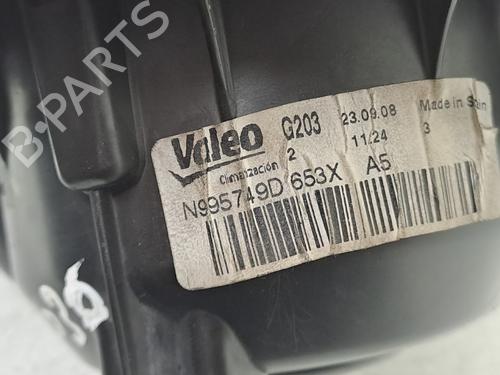 B-PARTS
Valeo G203 23.09.08 Made in Spain
Climatización 2 11:24 3
N995749D 653X A5